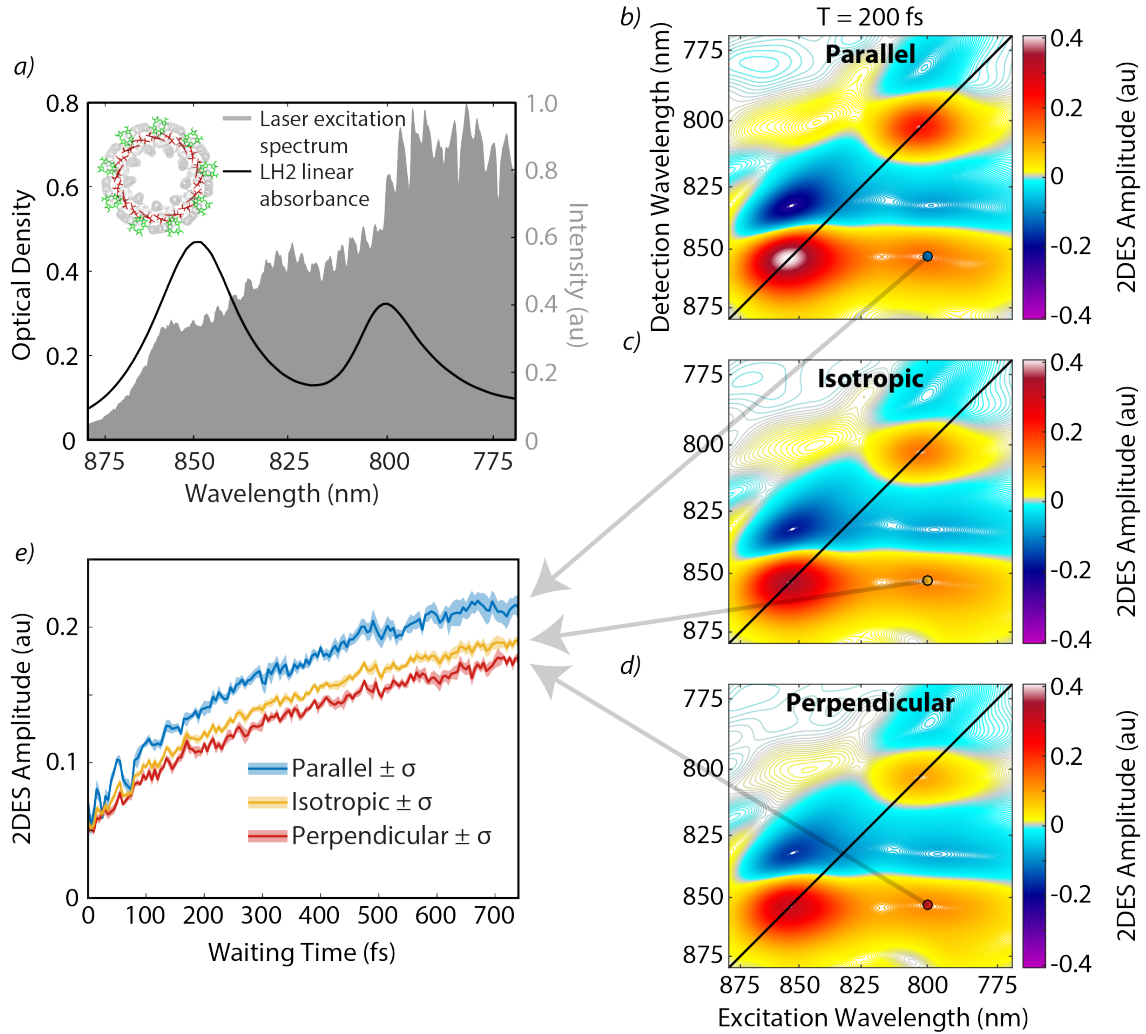 a)
0.8
0.6
0.4
0.2
0
Optical Density
1.0
0.8
0.6
0.4
0.2
0
Intensity (au)
Laser excitation
spectrum
LH2 linear
absorbance
875
850
825
800
775
Wavelength (nm)
b)
T = 200 fs
Parallel
775
800
825
850
875
Detection Wavelength (nm)
0.4
0.2
0
-0.2
-0.4
2DES Amplitude (au)
c)
Isotropic
775
800
825
850
875
0.4
0.2
0
-0.2
-0.4
2DES Amplitude (au)
d)
Perpendicular
775
800
825
850
875
0.4
0.2
0
-0.2
-0.4
2DES Amplitude (au)
875
850
825
800
775
Excitation Wavelength (nm)
e)
0.2
0.1
0
2DES Amplitude (au)
Parallel ± σ
Isotropic ± σ
Perpendicular ± σ
0
100
200
300
400
500
600
700
Waiting Time (fs)